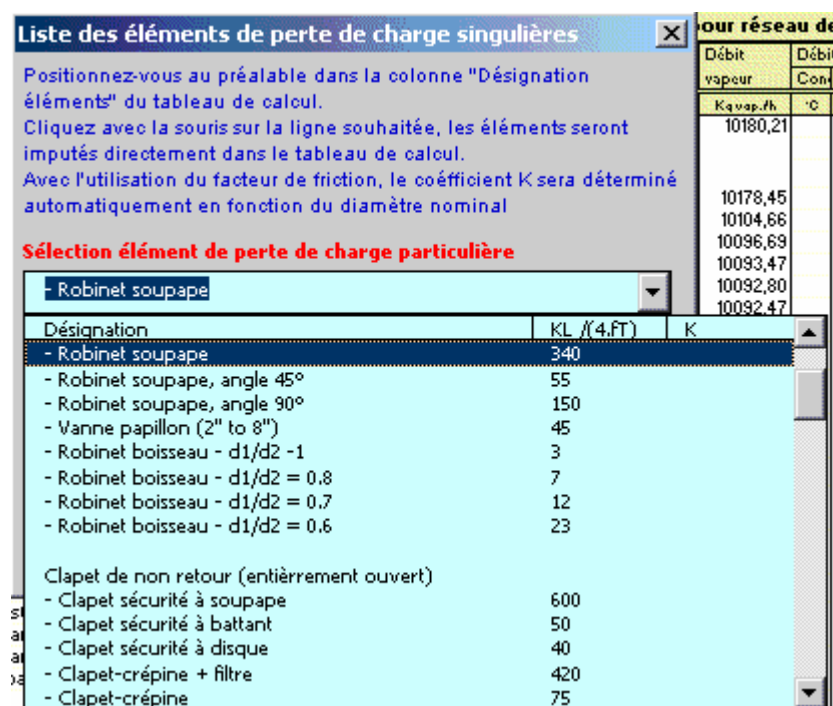 Liste des éléments de perte de charge singulières
Positionnez-vous au préalable dans la colonne "Désignation
éléments" du tableau de calcul.
Cliquez avec la souris sur la ligne souhaitée, les éléments seront
imputés directement dans le tableau de calcul.
Avec l'utilisation du facteur de friction, le coéfficient K sera déterminé
automatiquement en fonction du diamètre nominal
Sélection élément de perte de charge particulière
- Robinet soupape
Désignation KL /(4.fT) K
- Robinet soupape 340
- Robinet soupape, angle 45° 55
- Robinet soupape, angle 90° 150
- Vanne papillon (2" to 8") 45
- Robinet boisseau - d1/d2 -1 3
- Robinet boisseau - d1/d2 = 0.8 7
- Robinet boisseau - d1/d2 = 0.7 12
- Robinet boisseau - d1/d2 = 0.6 23
Clapet de non retour (entièrrement ouvert)
- Clapet sécurité à soupape 600
- Clapet sécurité à battant 50
- Clapet sécurité à disque 40
- Clapet-crépine + filtre 420
- Clapet-crépine 75
pour réseau de
Débit
vapeur
Kg vap./h °C
10180,21
10178,45
10104,66
10096,69
10093,47
10092,80
10092,47